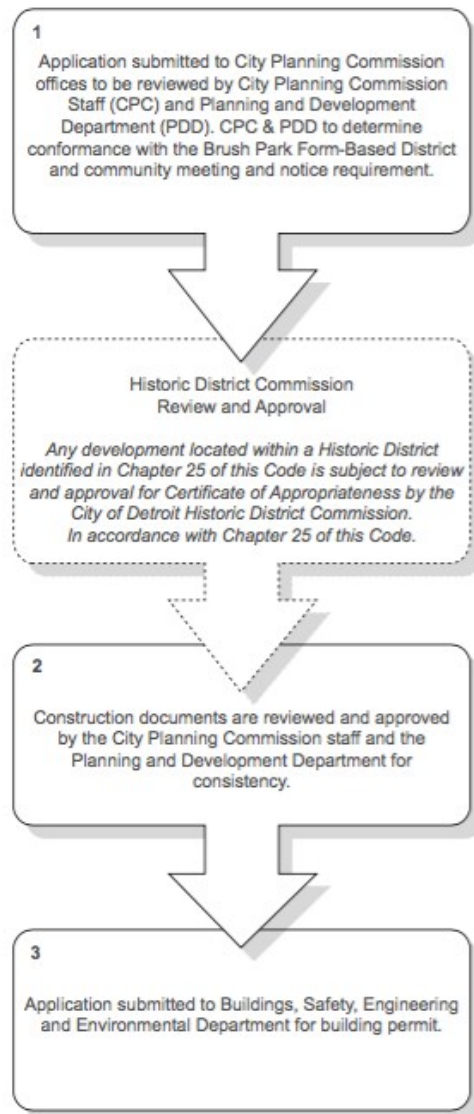 1
Application submitted to City Planning Commission
offices to be reviewed by City Planning Commission
Staff (CPC) and Planning and Development
Department (PDD). CPC & PDD to determine
conformance with the Brush Park Form-Based District
and community meeting and notice requirement.
Historic District Commission
Review and Approval
Any development located within a Historic District
identified in Chapter 25 of this Code is subject to review
and approval for Certificate of Appropriateness by the
City of Detroit Historic District Commission.
In accordance with Chapter 25 of this Code.
2
Construction documents are reviewed and approved
by the City Planning Commission staff and the
Planning and Development Department for
consistency.
3
Application submitted to Buildings, Safety, Engineering
and Environmental Department for building permit.